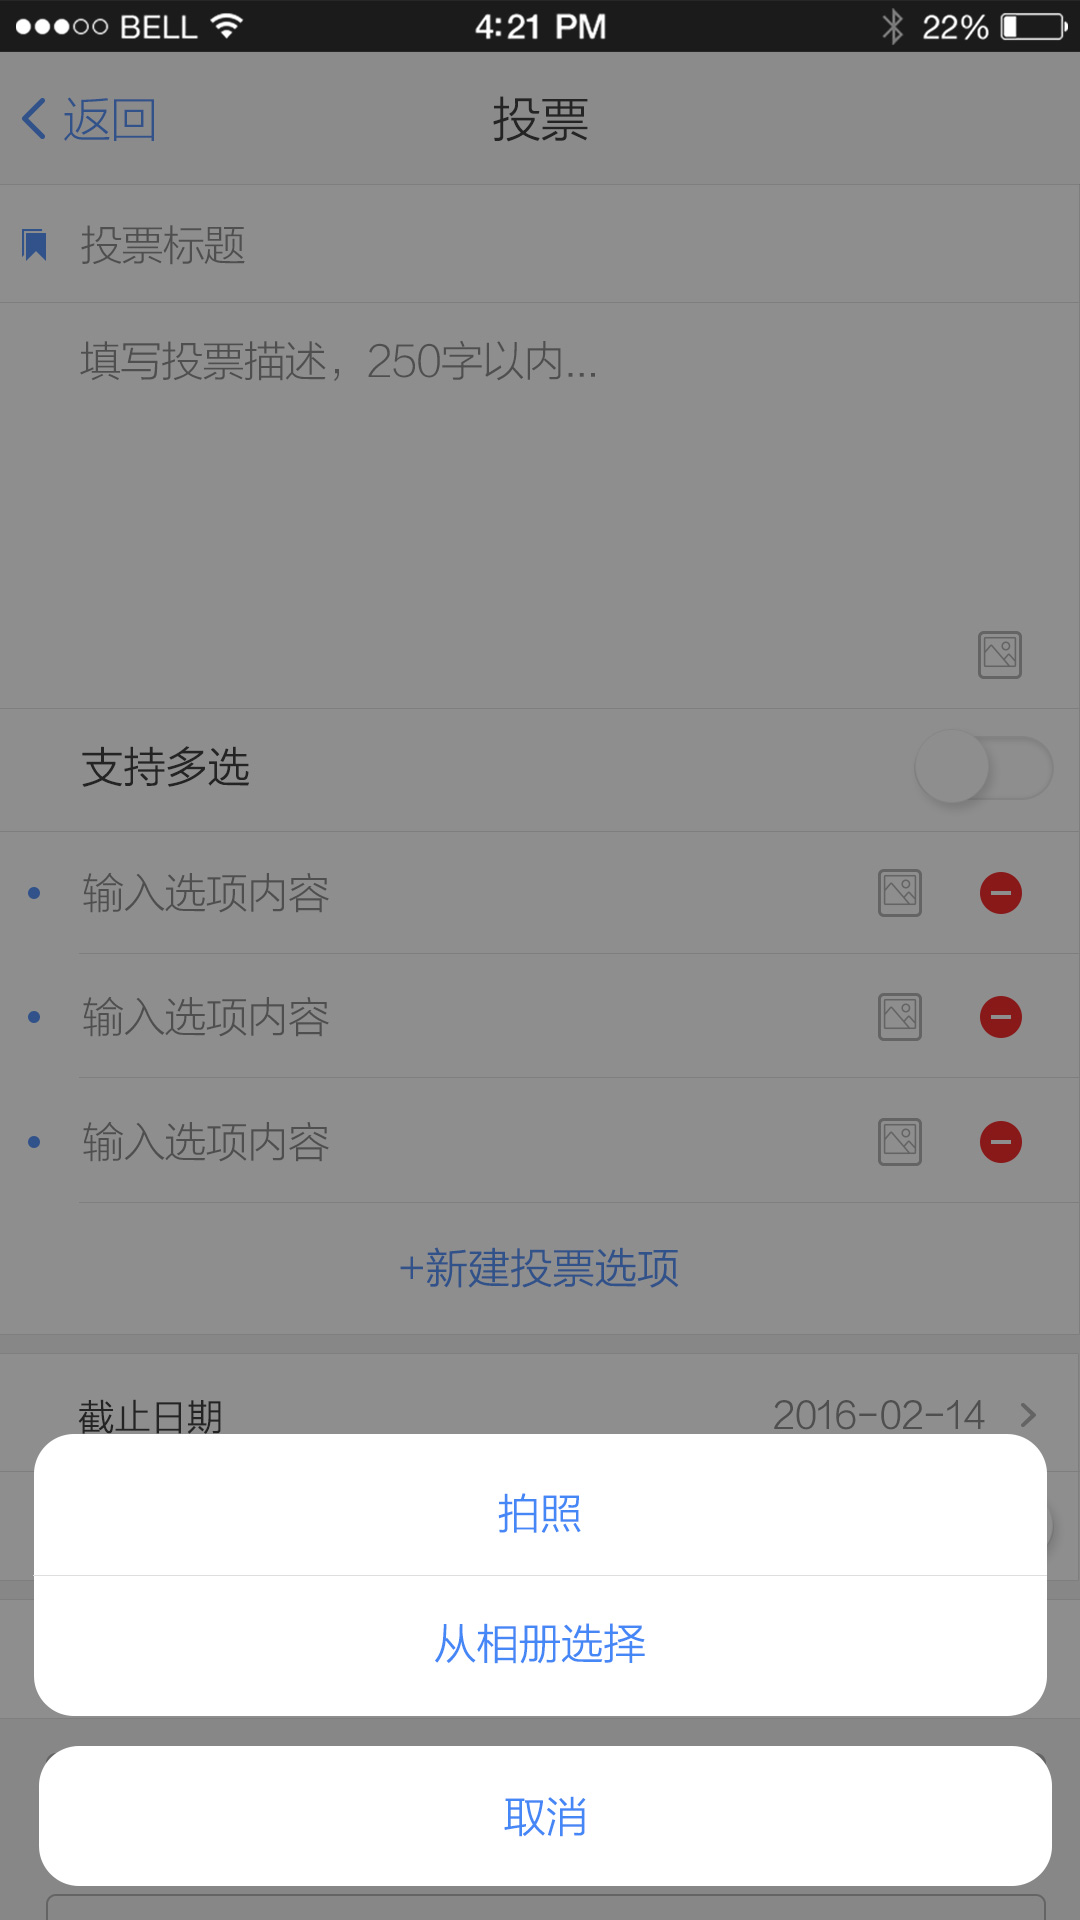 BELL 4:21 PM 22%
返回 投票
投票标题
填写投票描述，250字以内...
支持多选
输入选项内容
输入选项内容
输入选项内容
+新建投票选项
截止日期 2016-02-14
拍照
从相册选择
取消